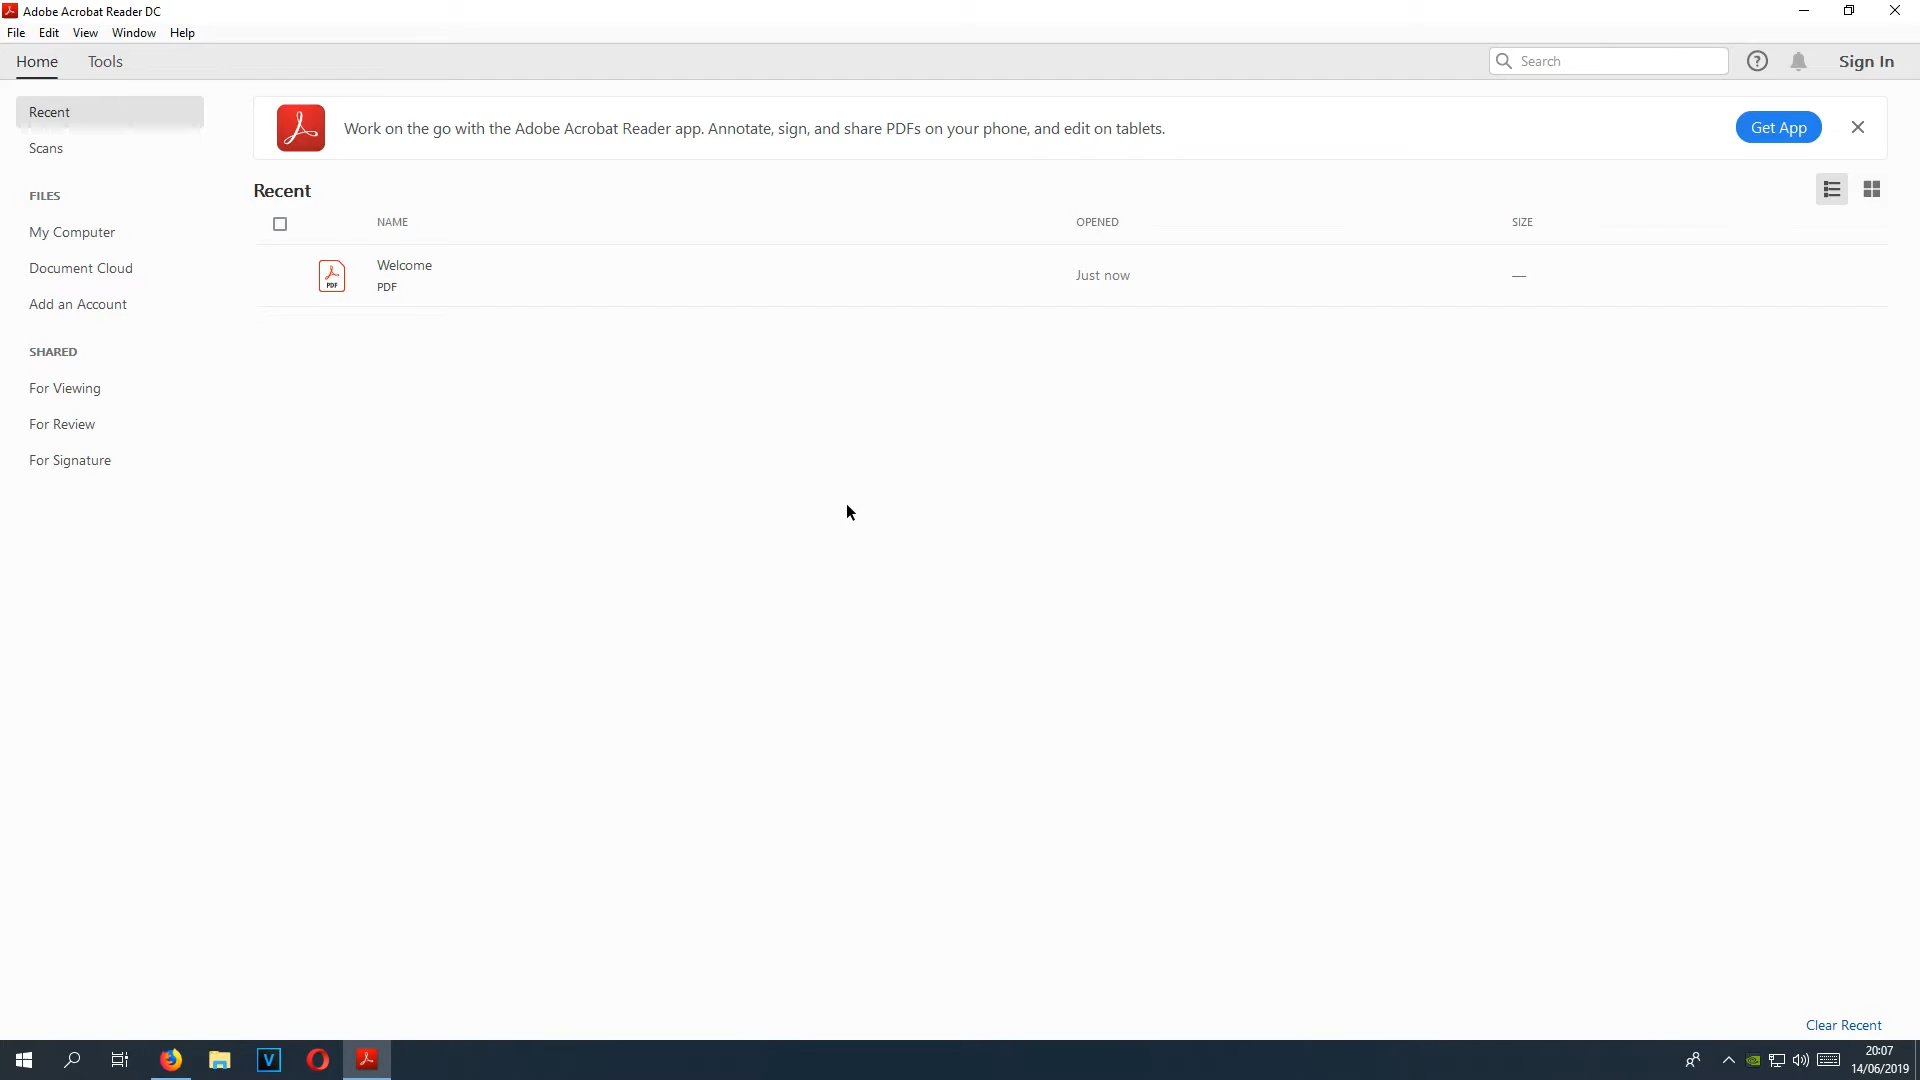 Adobe Acrobat Reader DC
File Edit View Window Help
Home Tools Search Sign In
Recent
Scans
FILES
My Computer
Document Cloud
Add an Account
SHARED
For Viewing
For Review
For Signature
Work on the go with the Adobe Acrobat Reader app. Annotate, sign, and share PDFs on your phone, and edit on tablets. Get App
Recent
NAME OPENED SIZE
Welcome
PDF
PDF
Just now —
Clear Recent
V
20:07
14/06/2019